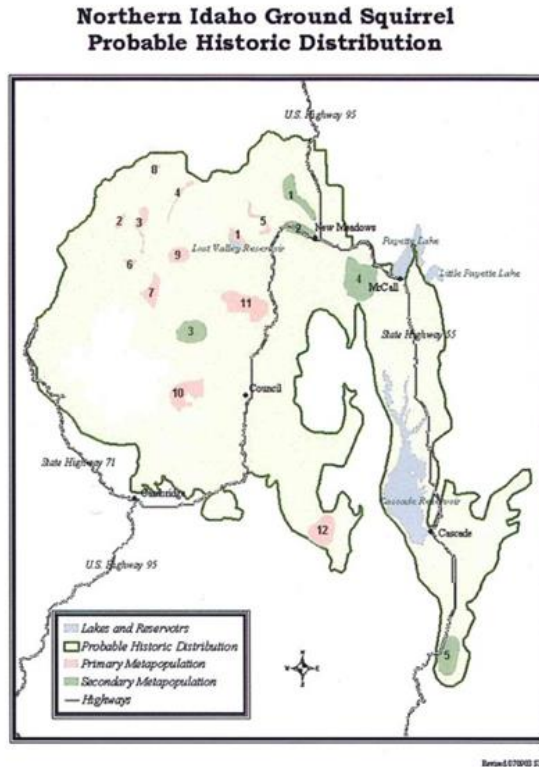 Northern Idaho Ground Squirrel
Probable Historic Distribution
U.S. Highway 95
8
4
1
2
3
5
1
2
New Meadows
Lost Valley Reservoir
Payette Lake
9
6
Little Payette Lake
4
McCall
7
11
3
State Highway 55
10
Council
State Highway 71
Cambridge
Cascade Reservoir
12
Cascade
U.S. Highway 95
5
Lakes and Reservoirs
Probable Historic Distribution
Primary Metapopulation
Secondary Metapopulation
Highways
N
W
E
S